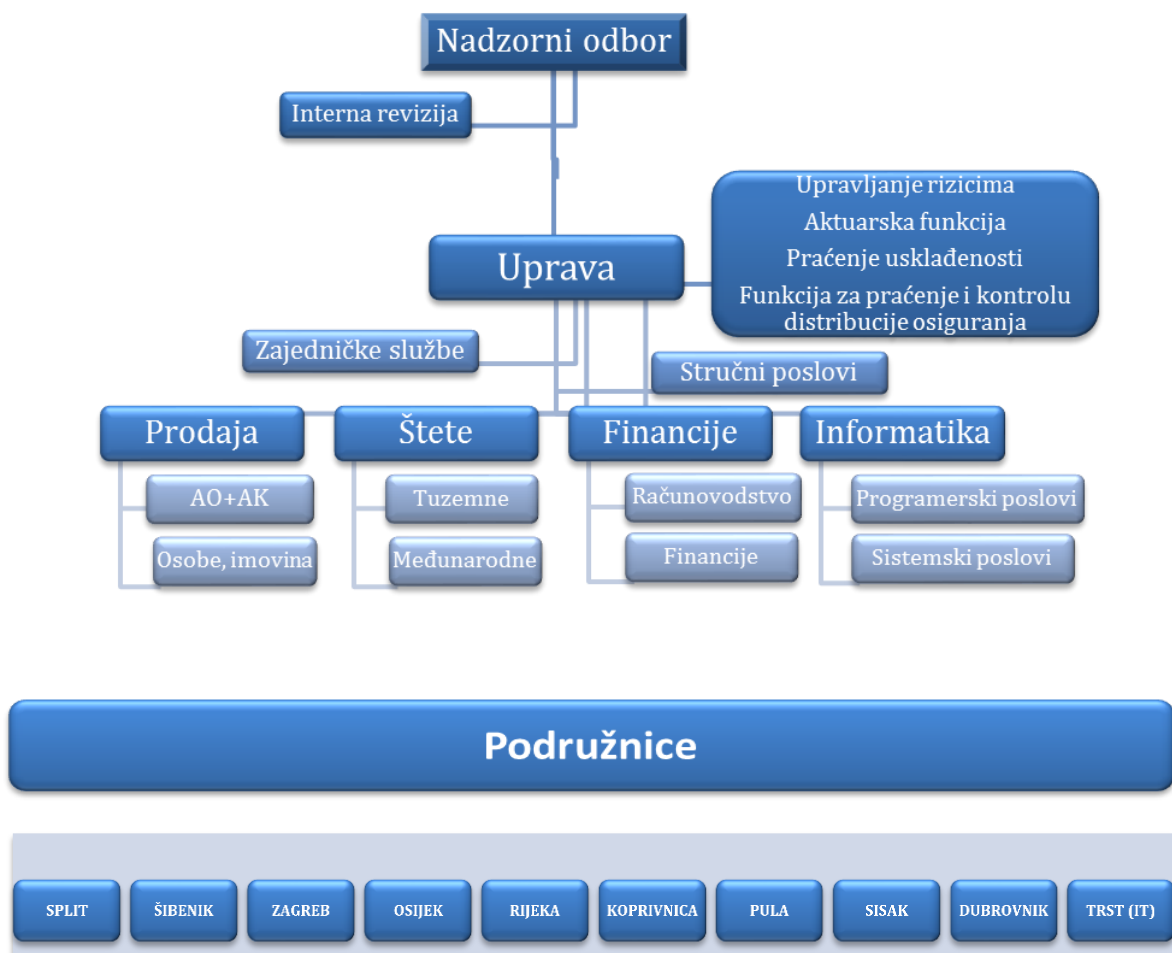 Nadzorni odbor
Interna revizija
Upravljanje rizicima
Aktuarska funkcija
Praćenje usklađenosti
Funkcija za praćenje i kontrolu
distribucije osiguranja
Uprava
Zajedničke službe
Stručni poslovi
Prodaja
Štete
Financije
Informatika
AO+AK
Tuzemne
Računovodstvo
Programerski poslovi
Osobe, imovina
Međunarodne
Financije
Sistemski poslovi
Podružnice
SPLIT
ŠIBENIK
ZAGREB
OSIJEK
RIJEKA
KOPRIVNICA
PULA
SISAK
DUBROVNIK
TRST (IT)